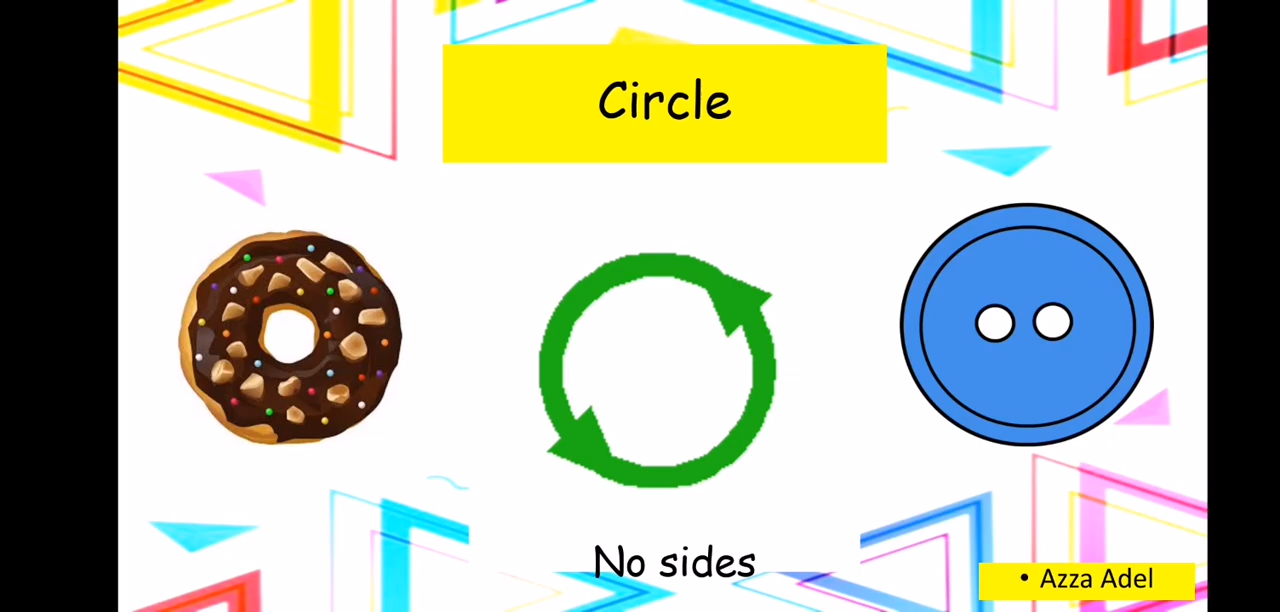 Circle
No sides
• Azza Adel